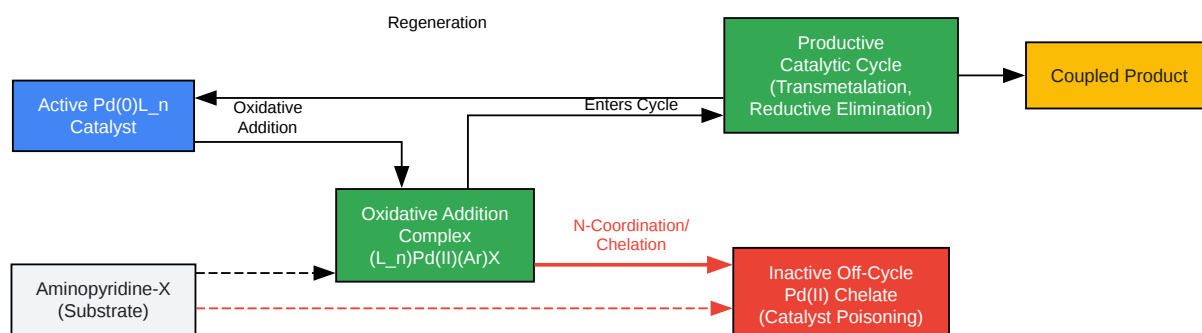 Regeneration
Productive
Catalytic Cycle
(Transmetalation,
Reductive Elimination)
Coupled Product
Active Pd(0)L_n
Catalyst
Oxidative
Addition
Enters Cycle
Oxidative Addition
Complex
(L_n)Pd(II)(Ar)X
N-Coordination/
Chelation
Aminopyridine-X
(Substrate)
Inactive Off-Cycle
Pd(II) Chelate
(Catalyst Poisoning)